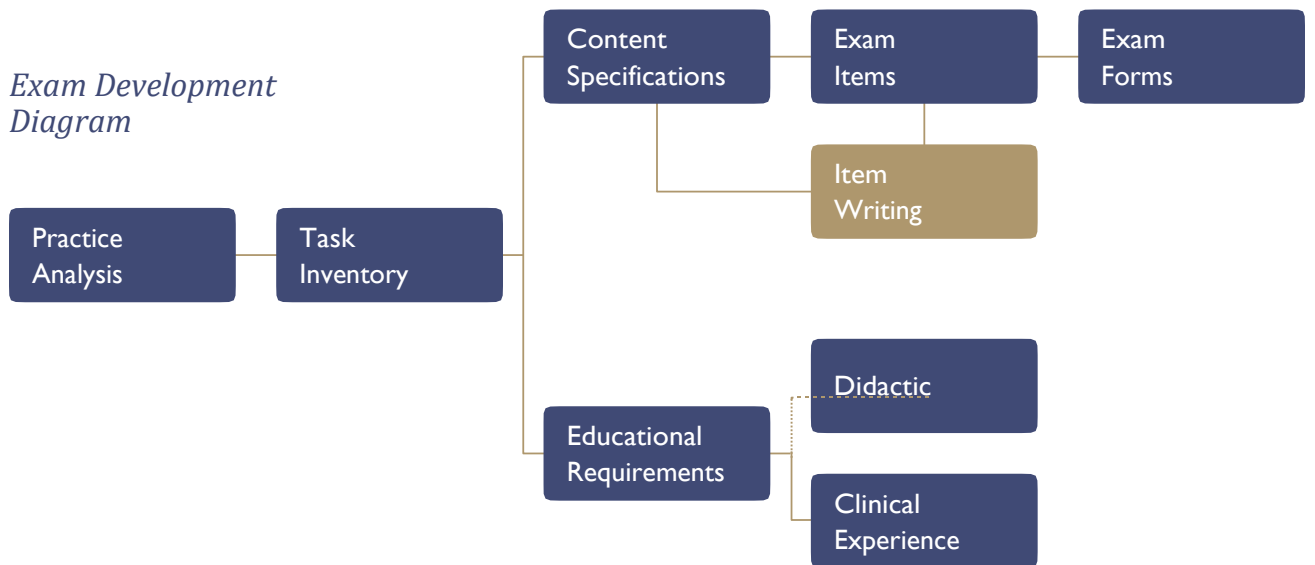 Exam Development
Diagram
Content
Specifications
Exam
Items
Exam
Forms
Item
Writing
Practice
Analysis
Task
Inventory
Didactic
Educational
Requirements
Clinical
Experience